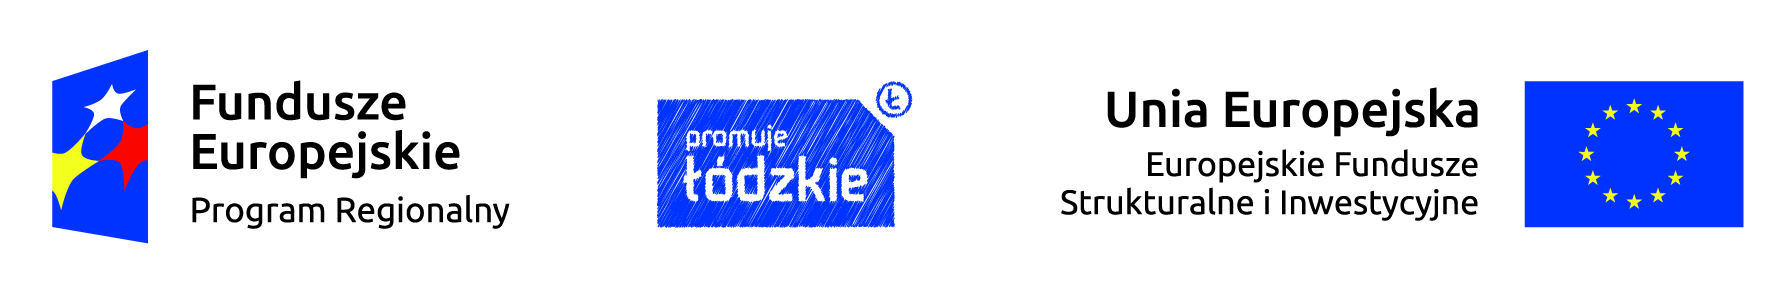 Fundusze
Europejskie
Program Regionalny
promuje
łódzkie
Ł
Unia Europejska
Europejskie Fundusze
Strukturalne i Inwestycyjne